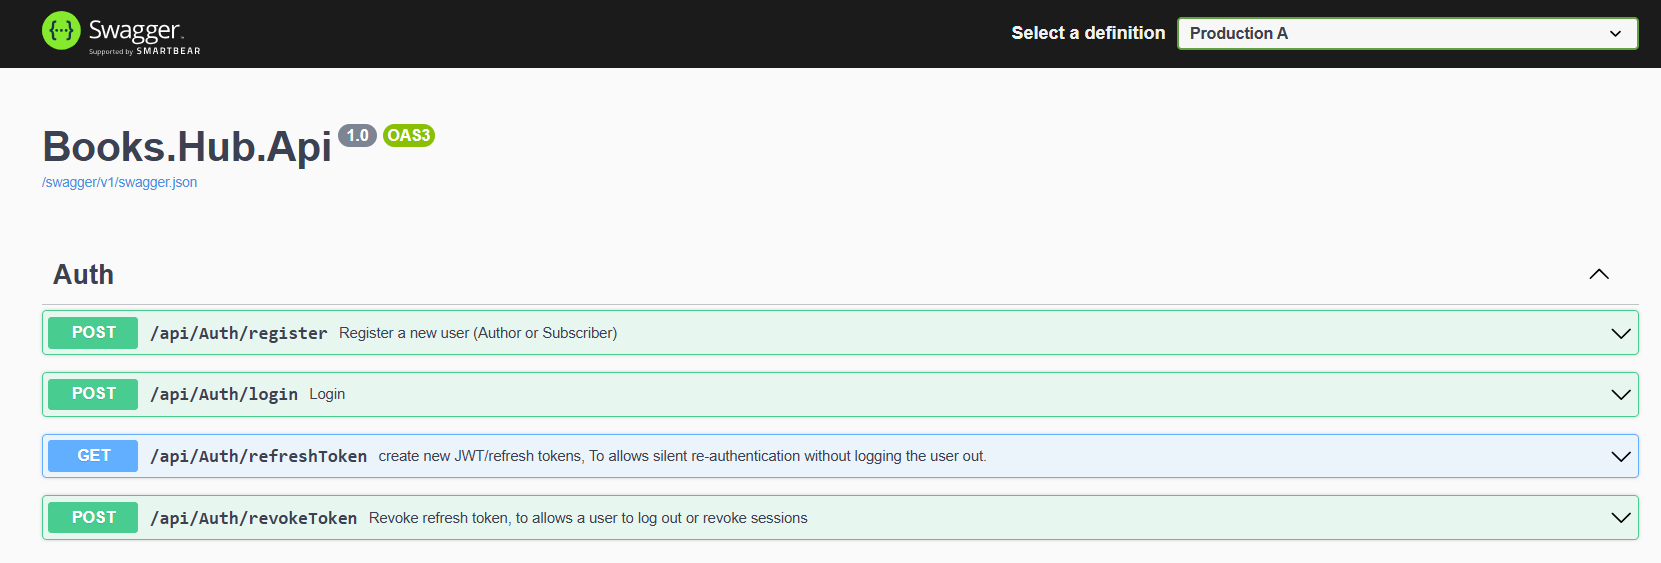 {···} Swagger.
Supported by SMARTBEAR
Select a definition Production A
Books.Hub.Api 1.0 OAS3
/swagger/v1/swagger.json
Auth
POST /api/Auth/register Register a new user (Author or Subscriber)
POST /api/Auth/login Login
GET /api/Auth/refreshToken create new JWT/refresh tokens, To allows silent re-authentication without logging the user out.
POST /api/Auth/revokeToken Revoke refresh token, to allows a user to log out or revoke sessions